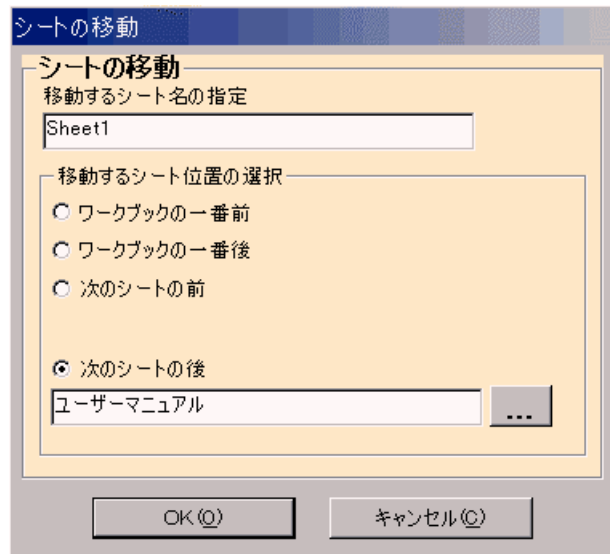 シートの移動
シートの移動
移動するシート名の指定
Sheet1
移動するシート位置の選択
ワークブックの一番前
ワークブックの一番後
次のシートの前
次のシートの後
ユーザーマニュアル
...
OK(O) キャンセル(C)